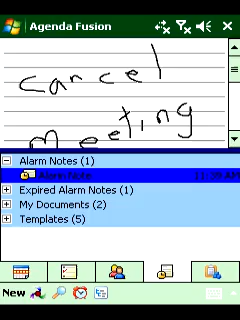 Agenda Fusion
cancel
meeting
Alarm Notes (1)
Alarm Note 11:38 AM
Expired Alarm Notes (1)
My Documents (2)
Templates (5)
New